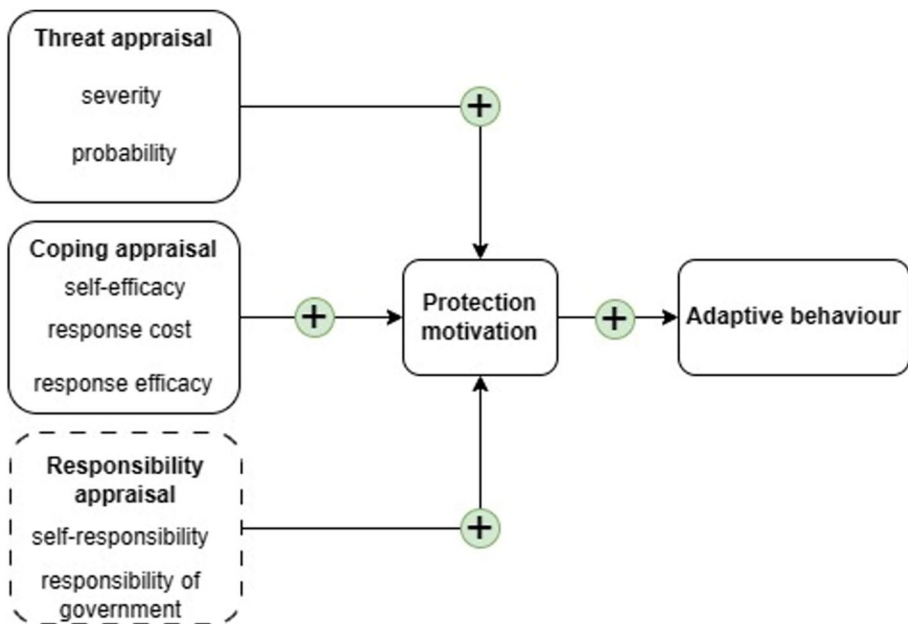 Threat appraisal
severity
probability
+
Coping appraisal
self-efficacy
response cost
response efficacy
+
Protection
motivation
+
Adaptive behaviour
Responsibility
appraisal
self-responsibility
responsibility of
government
+